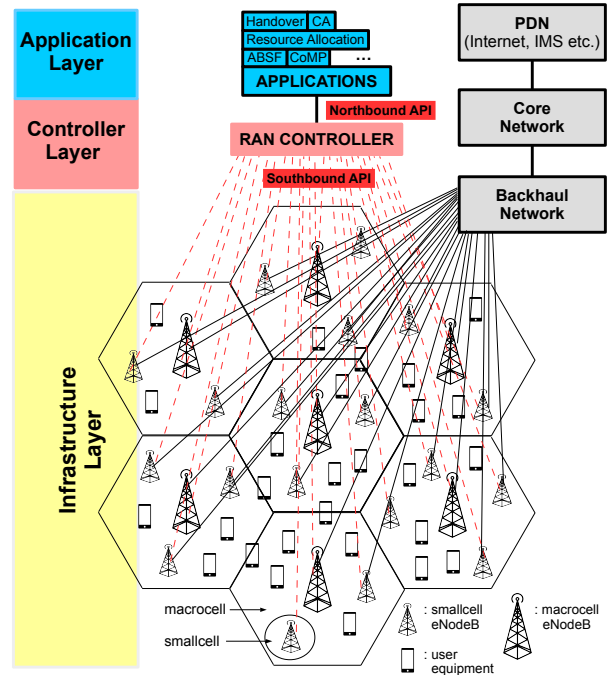 Application
Layer
Controller
Layer
Infrastructure
Layer
Handover CA
Resource Allocation
ABSF CoMP ...
APPLICATIONS
Northbound API
RAN CONTROLLER
Southbound API
PDN
(Internet, IMS etc.)
Core
Network
Backhaul
Network
macrocell
smallcell
: smallcell
eNodeB
: macrocell
eNodeB
: user
equipment